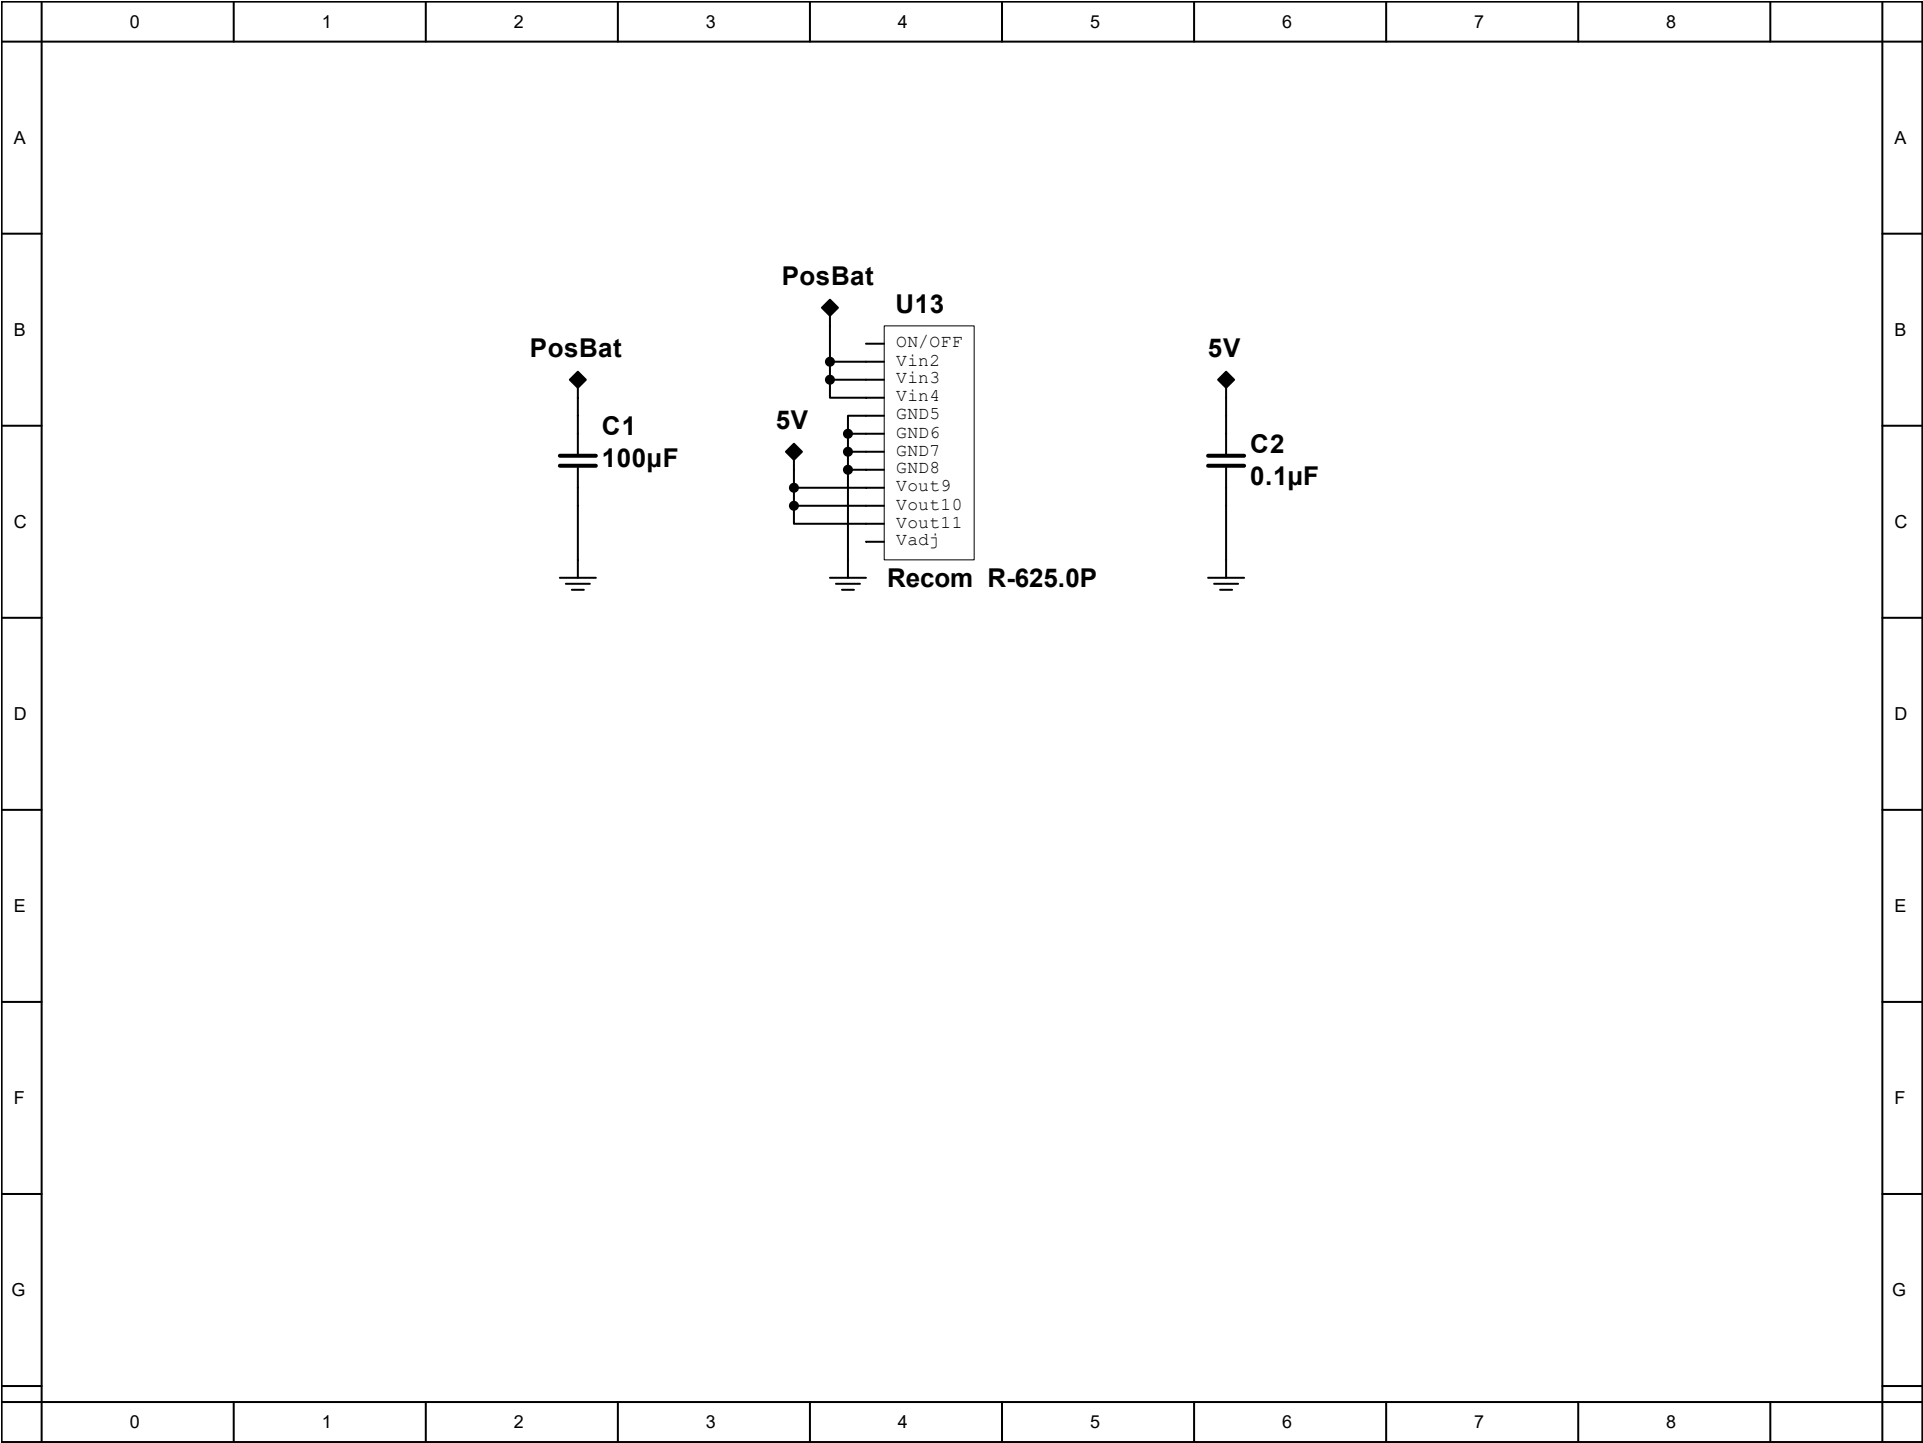 0 1 2 3 4 5 6 7 8
A A
PosBat
U13
B B
ON/OFF
PosBat 5V
Vin2
Vin3
Vin4
GND5
5V
C1
GND6
C2
100µF
GND7
0.1µF
GND8
Vout9
Vout10
C C
Vout11
Vadj
Recom R-625.0P
D D
E E
F F
G G
0 1 2 3 4 5 6 7 8